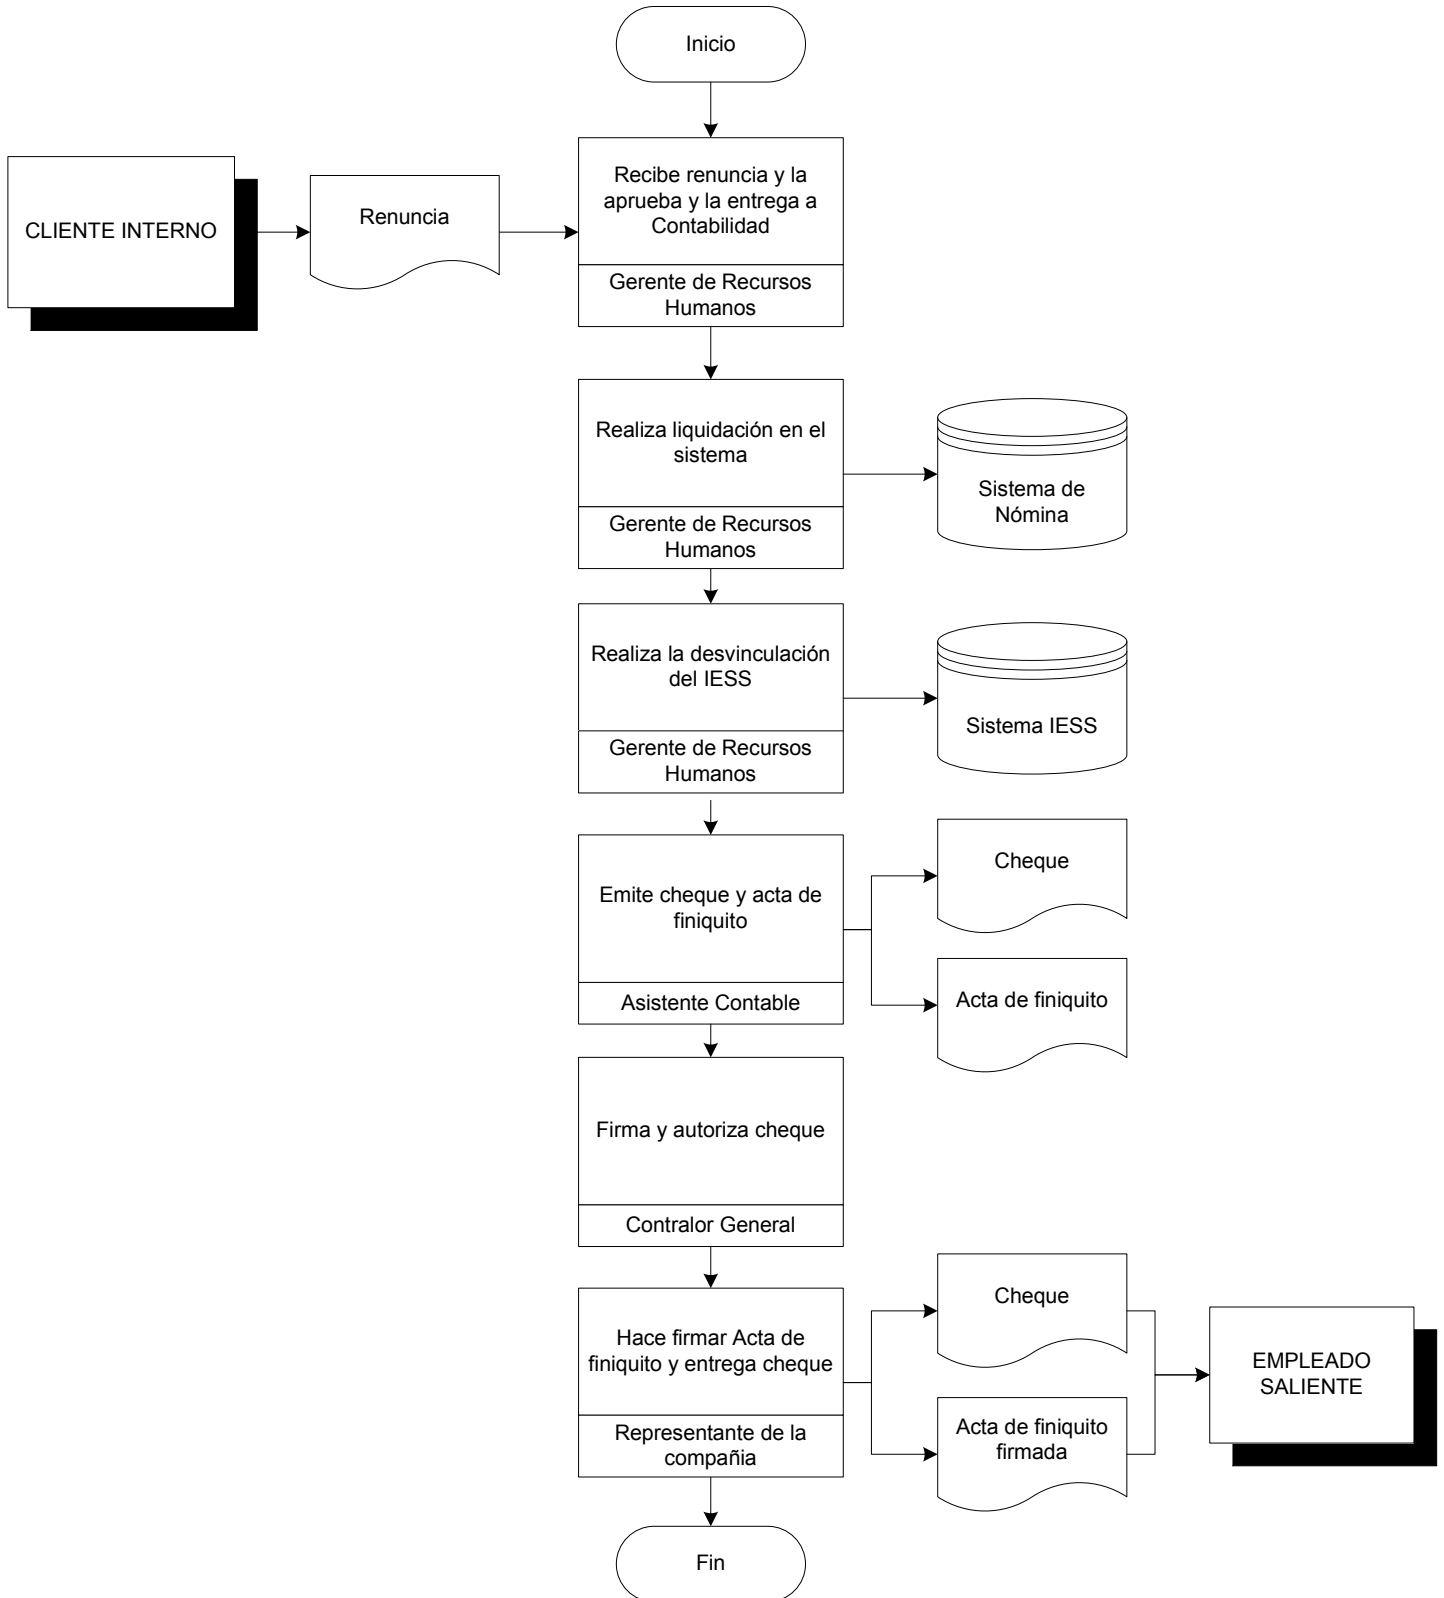 Inicio
CLIENTE INTERNO
Renuncia
Recibe renuncia y la
aprueba y la entrega a
Contabilidad
Gerente de Recursos
Humanos
Realiza liquidación en el
sistema
Gerente de Recursos
Humanos
Sistema de
Nómina
Realiza la desvinculación
del IESS
Gerente de Recursos
Humanos
Sistema IESS
Emite cheque y acta de
finiquito
Asistente Contable
Cheque
Acta de finiquito
Firma y autoriza cheque
Contralor General
Hace firmar Acta de
finiquito y entrega cheque
Representante de la
compañia
Cheque
Acta de finiquito
firmada
EMPLEADO
SALIENTE
Fin